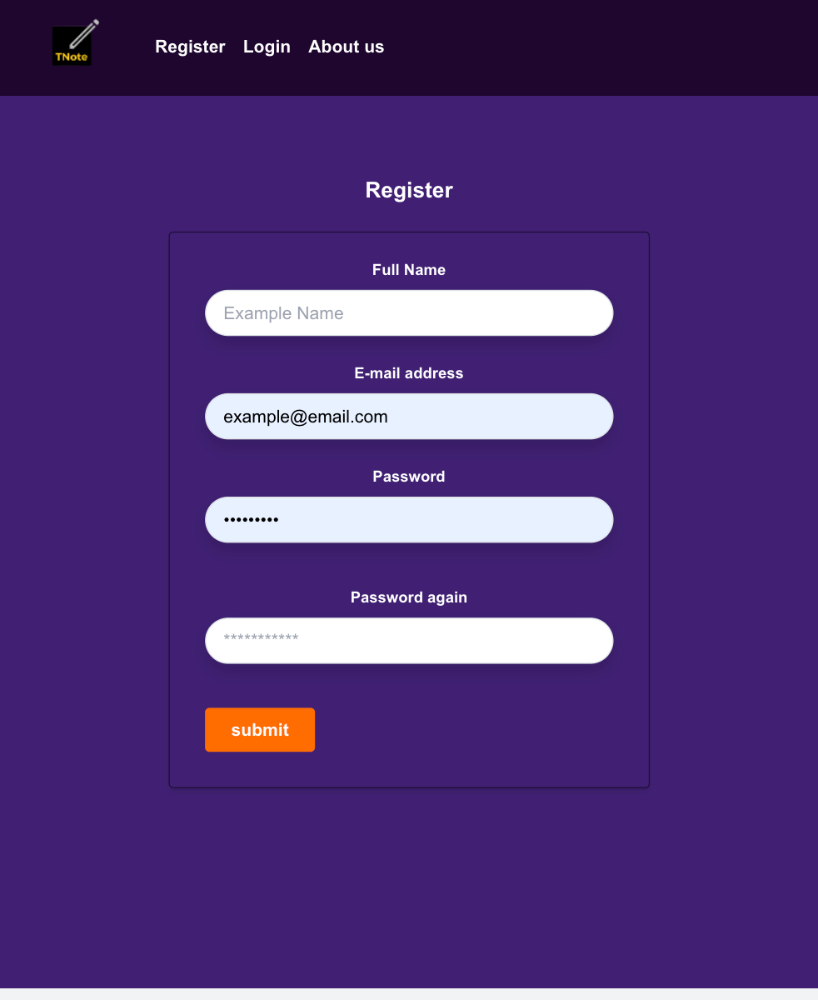 TNote
Register Login About us
Register
Full Name
Example Name
E-mail address
example@email.com
Password
•••••••••
Password again
***********
submit